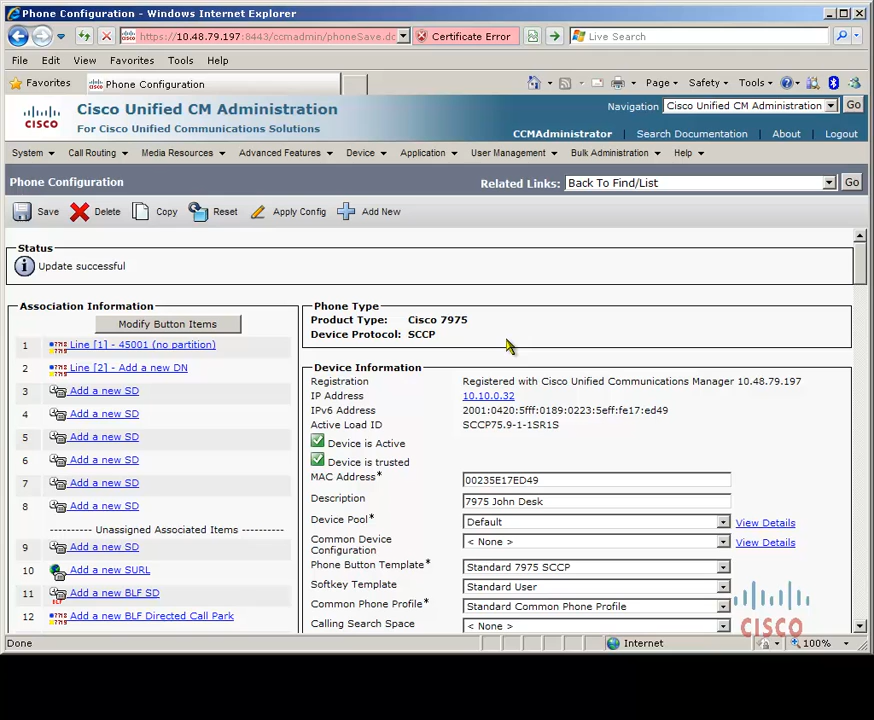 Phone Configuration - Windows Internet Explorer
https://10.48.79.197:8443/ccmadmin/phoneSave.do
Certificate Error
Live Search
File Edit View Favorites Tools Help
Favorites
Phone Configuration
Page
Safety
Tools
Cisco Unified CM Administration
For Cisco Unified Communications Solutions
CISCO
Navigation Cisco Unified CM Administration Go
CCMAdministrator Search Documentation About Logout
System Call Routing Media Resources Advanced Features Device Application User Management Bulk Administration Help
Phone Configuration
Related Links: Back To Find/List Go
Save Delete Copy Reset Apply Config Add New
Status
Update successful
Association Information
Modify Button Items
1 Line [1] - 45001 (no partition)
2 Line [2] - Add a new DN
3 Add a new SD
4 Add a new SD
5 Add a new SD
6 Add a new SD
7 Add a new SD
8 Add a new SD
---------- Unassigned Associated Items ----------
9 Add a new SD
10 Add a new SURL
11 Add a new BLF SD
12 Add a new BLF Directed Call Park
Phone Type
Product Type: Cisco 7975
Device Protocol: SCCP
Device Information
Registration Registered with Cisco Unified Communications Manager 10.48.79.197
IP Address 10.10.0.32
IPv6 Address 2001:0420:5fff:0189:0223:5eff:fe17:ed49
Active Load ID SCCP75.9-1-1SR1S
Device is Active
Device is trusted
MAC Address* 00235E17ED49
Description 7975 John Desk
Device Pool* Default View Details
Common Device Configuration < None > View Details
Phone Button Template* Standard 7975 SCCP
Softkey Template Standard User
Common Phone Profile* Standard Common Phone Profile
Calling Search Space < None >
CISCO
Done
Internet
100%